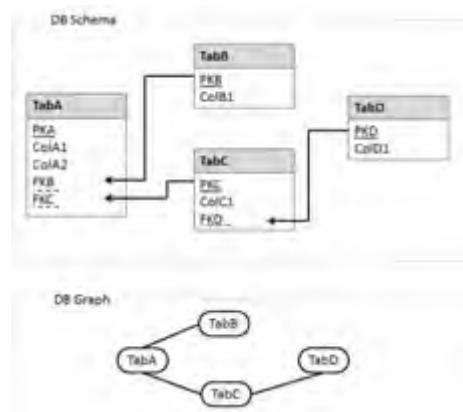 DB Schema
TabB
PKB
ColB1
TabA
PKA
ColA1
ColA2
FKB
FKC
TabD
PKD
ColD1
TabC
PKC
ColC1
FKD
DB Graph
TabB
TabA
TabD
TabC